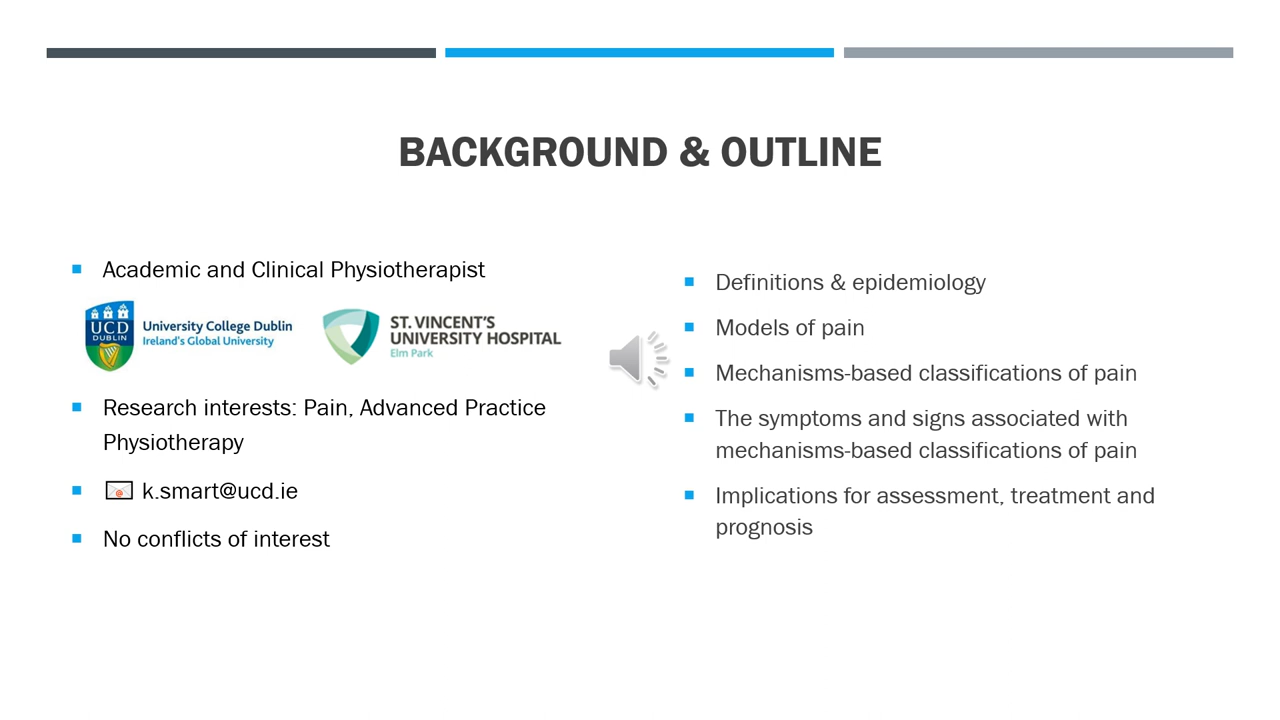 BACKGROUND & OUTLINE
Academic and Clinical Physiotherapist
UCD
DUBLIN
University College Dublin
Ireland's Global University
ST. VINCENT'S
UNIVERSITY HOSPITAL
Elm Park
Research interests: Pain, Advanced Practice
Physiotherapy
k.smart@ucd.ie
No conflicts of interest
Definitions & epidemiology
Models of pain
Mechanisms-based classifications of pain
The symptoms and signs associated with
mechanisms-based classifications of pain
Implications for assessment, treatment and
prognosis